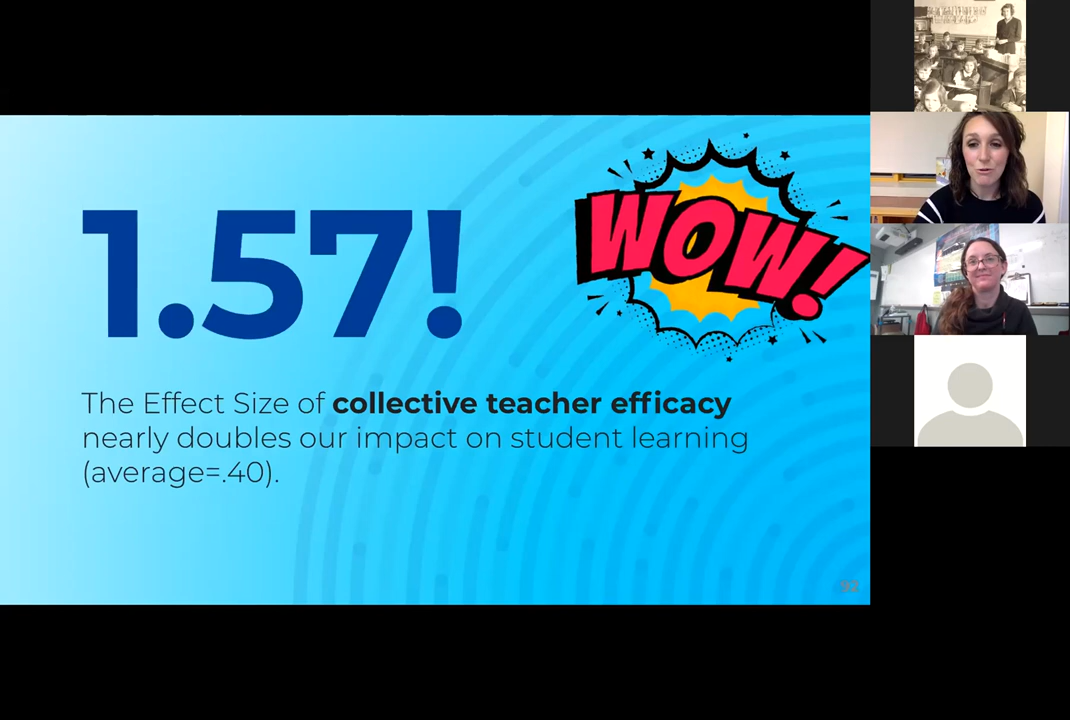 1.57!
WOW!
The Effect Size of collective teacher efficacy
nearly doubles our impact on student learning
(average=.40).
92